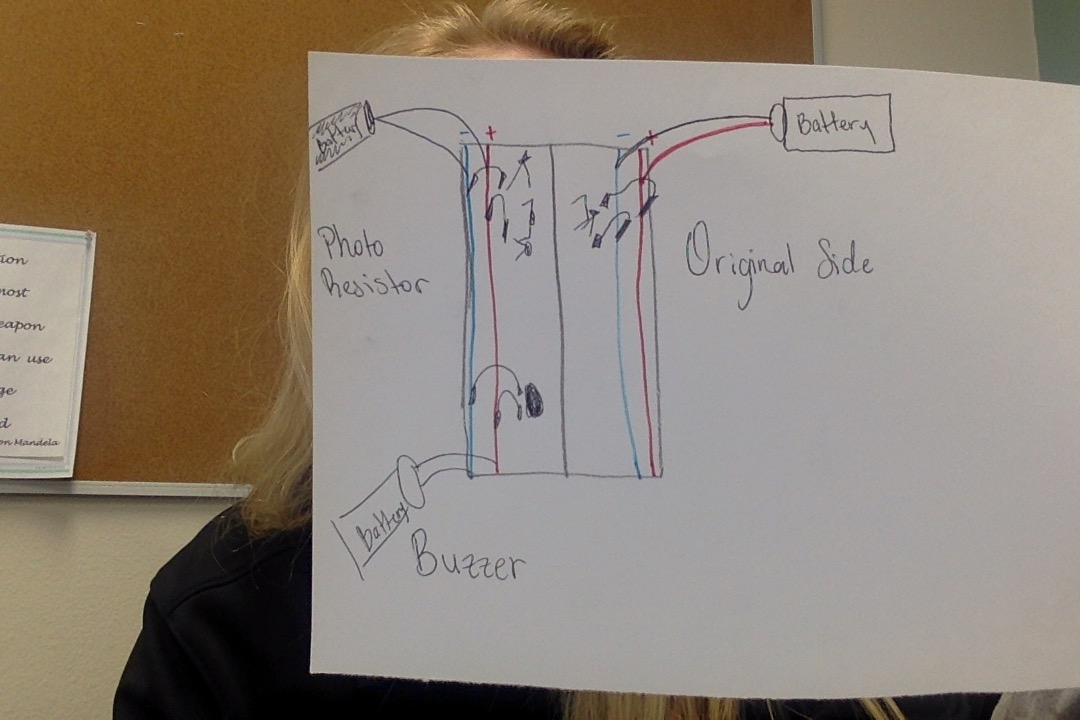 Battery
- +
- +
Battery
Photo
Resistor
Original Side
Battery
Buzzer
ion
most
eapon
an use
ge
d
on Mandela